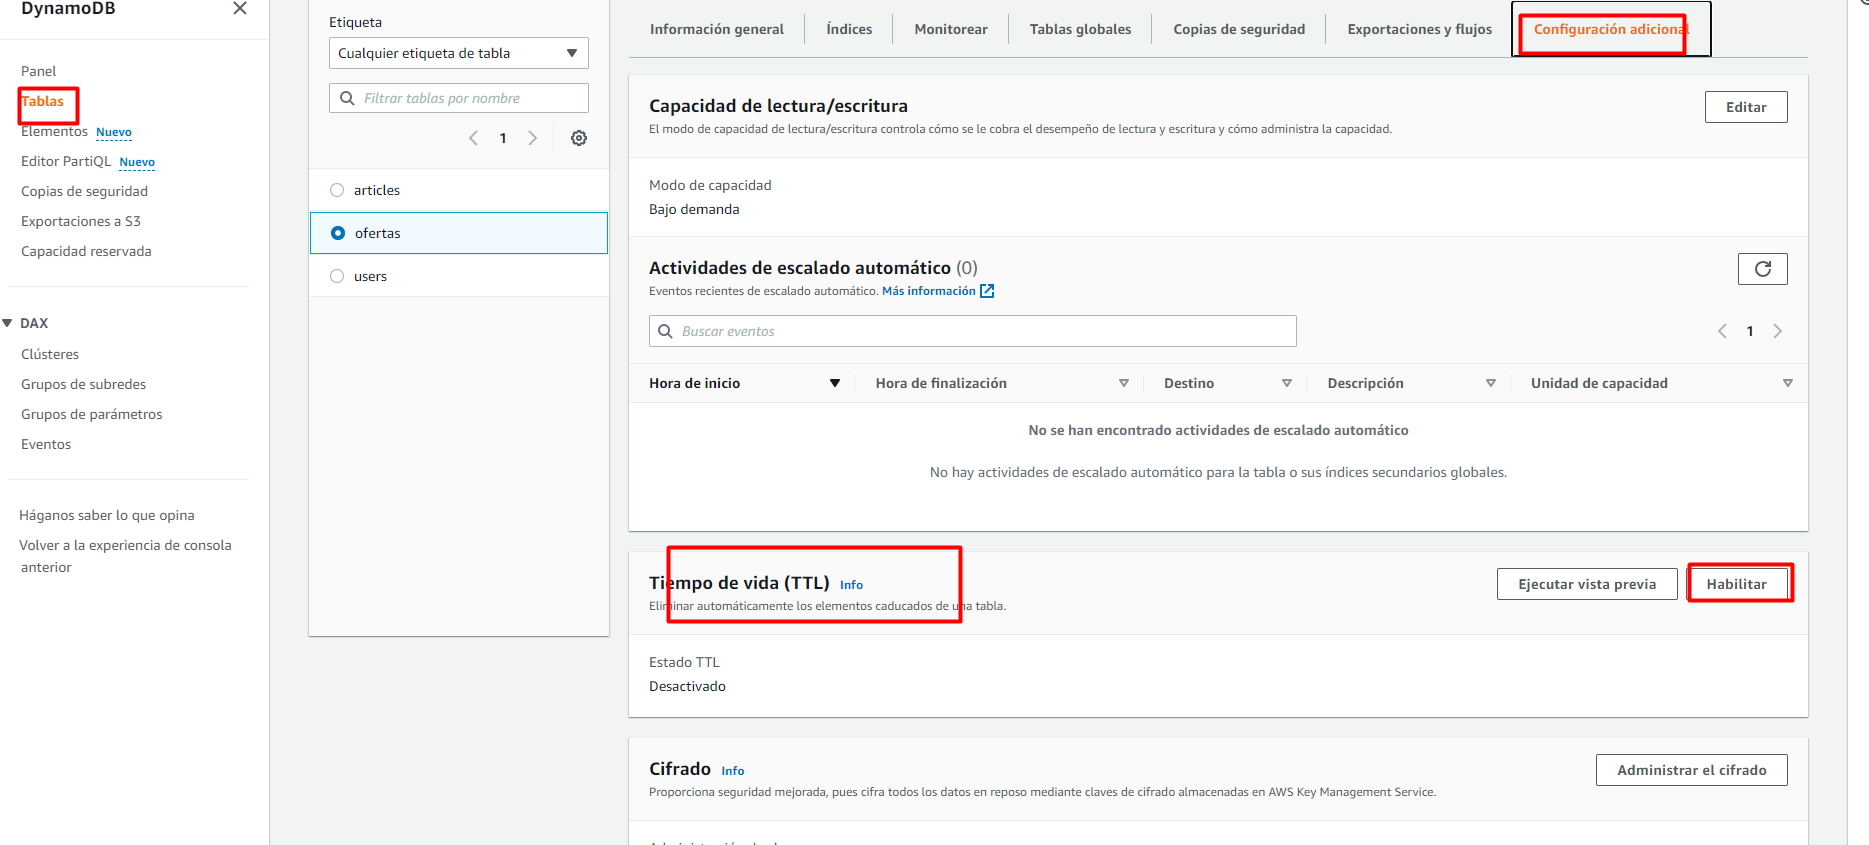 DynamoDB
Panel
Tablas
Elementos Nuevo
Editor PartiQL Nuevo
Copias de seguridad
Exportaciones a S3
Capacidad reservada
DAX
Clústeres
Grupos de subredes
Grupos de parámetros
Eventos
Háganos saber lo que opina
Volver a la experiencia de consola
anterior
Etiqueta
Cualquier etiqueta de tabla
Filtrar tablas por nombre
1
articles
ofertas
users
Información general
Índices
Monitorear
Tablas globales
Copias de seguridad
Exportaciones y flujos
Configuración adicional
Capacidad de lectura/escritura
El modo de capacidad de lectura/escritura controla cómo se le cobra el desempeño de lectura y escritura y cómo administra la capacidad.
Editar
Modo de capacidad
Bajo demanda
Actividades de escalado automático (0)
Eventos recientes de escalado automático. Más información
Buscar eventos
1
Hora de inicio
Hora de finalización
Destino
Descripción
Unidad de capacidad
No se han encontrado actividades de escalado automático
No hay actividades de escalado automático para la tabla o sus índices secundarios globales.
Tiempo de vida (TTL) Info
Eliminar automáticamente los elementos caducados de una tabla.
Ejecutar vista previa
Habilitar
Estado TTL
Desactivado
Cifrado Info
Proporciona seguridad mejorada, pues cifra todos los datos en reposo mediante claves de cifrado almacenadas en AWS Key Management Service.
Administrar el cifrado